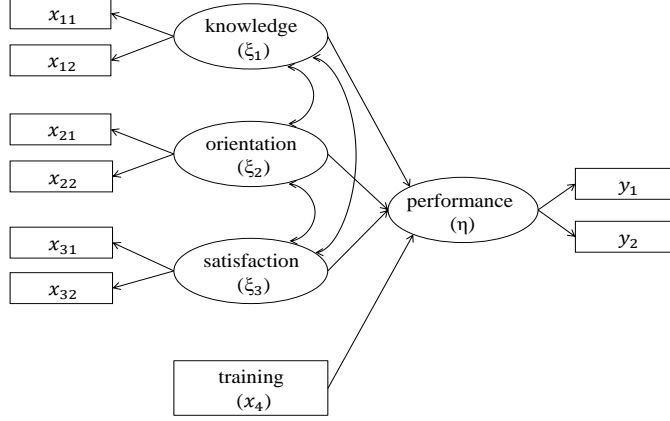 x₁₁
x₁₂
knowledge
(ξ₁)
x₂₁
x₂₂
orientation
(ξ₂)
x₃₁
x₃₂
satisfaction
(ξ₃)
training
(x₄)
performance
(η)
y₁
y₂